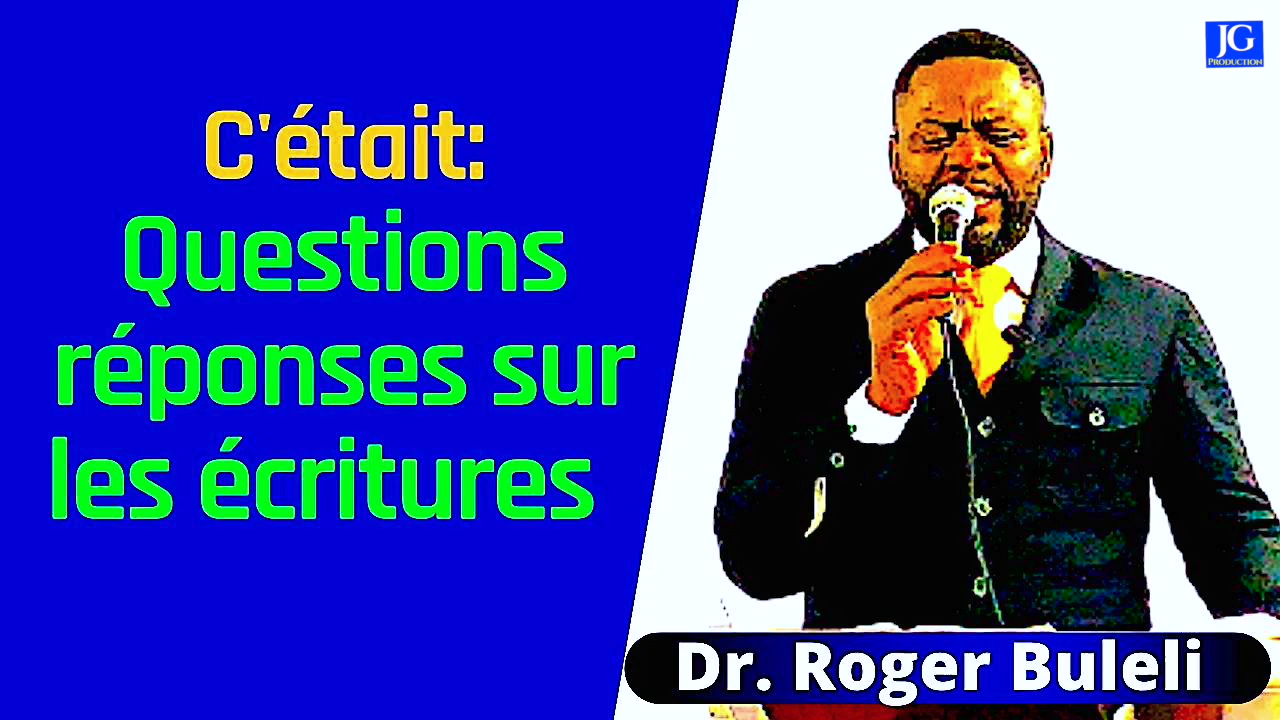 C'était:
Questions
réponses sur
les écritures
JG
PRODUCTION
Dr. Roger Buleli